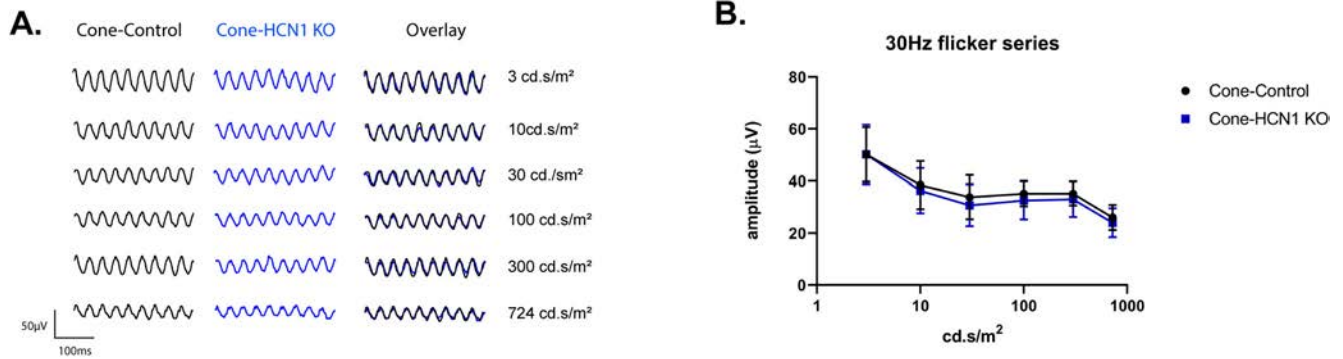 A.
Cone-Control Cone-HCN1 KO Overlay
3 cd.s/m²
10cd.s/m²
30 cd./sm²
100 cd.s/m²
300 cd.s/m²
724 cd.s/m²
50µV
100ms
B.
30Hz flicker series
80
60
40
20
0
amplitude (µV)
1 10 100 1000
cd.s/m²
Cone-Control
Cone-HCN1 KO